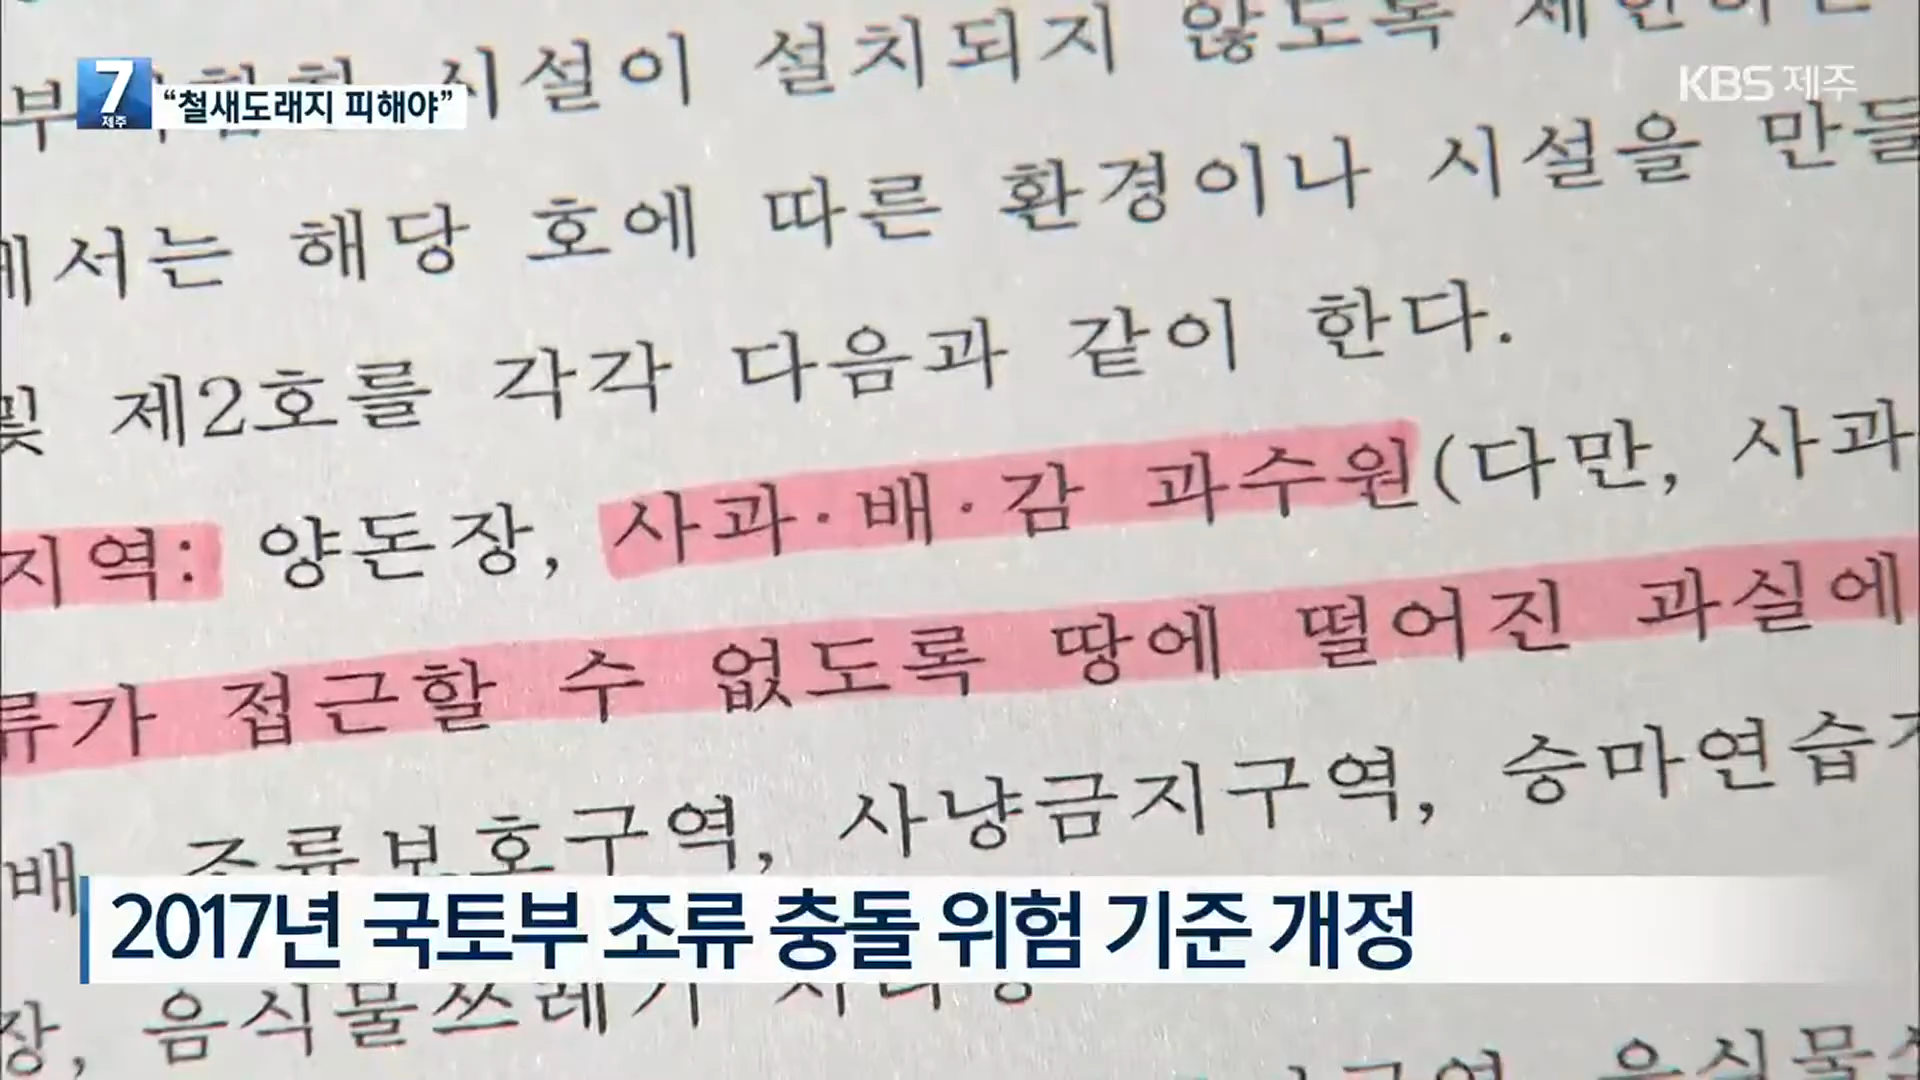 시설이 설치되지 않도록
7 제주 “철새도래지 피해야”
KBS 제주
에서는 해당 호에 따른 환경이나 시설을 만들
및 제2호를 각각 다음과 같이 한다.
지역: 양돈장, 사과·배·감 과수원(다만, 사과
류가 접근할 수 없도록 땅에 떨어진 과실에
배, 조류보호구역, 사냥금지구역, 승마연습
2017년 국토부 조류 충돌 위험 기준 개정
장, 음식물쓰레기
음식물